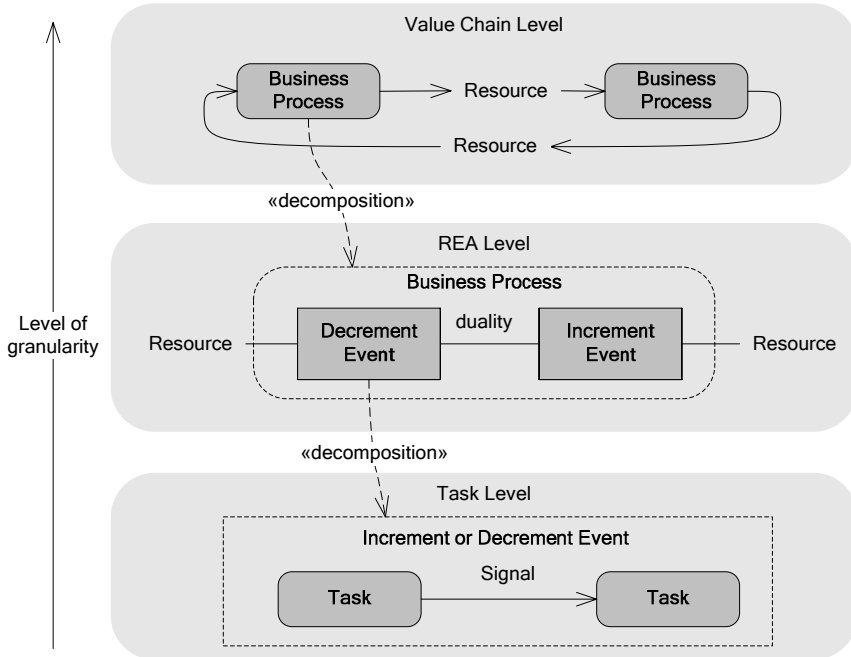 Value Chain Level
Business
Process
Resource
Business
Process
Resource
«decomposition»
REA Level
Business Process
Level of
granularity
Resource
Decrement
Event
duality
Increment
Event
Resource
«decomposition»
Task Level
Increment or Decrement Event
Task
Signal
Task